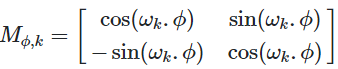 M_{ϕ,k} = [ cos(ω_k. ϕ) sin(ω_k. ϕ)
− sin(ω_k. ϕ) cos(ω_k. ϕ) ]